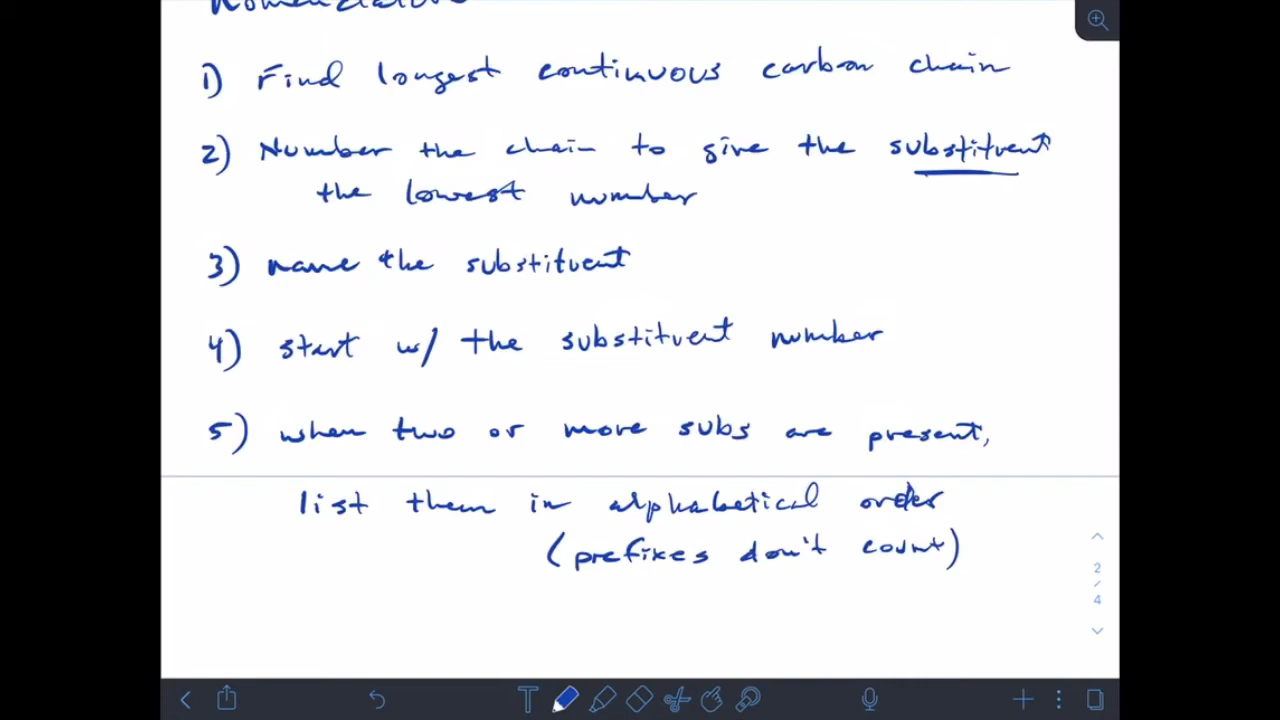 Nomenclature
1) Find longest continuous carbon chain
2) Number the chain to give the substituent
the lowest number
3) name the substituent
4) start w/ the substituent number
5) when two or more subs are present,
list them in alphabetical order
(prefixes don't count)
2
/
4